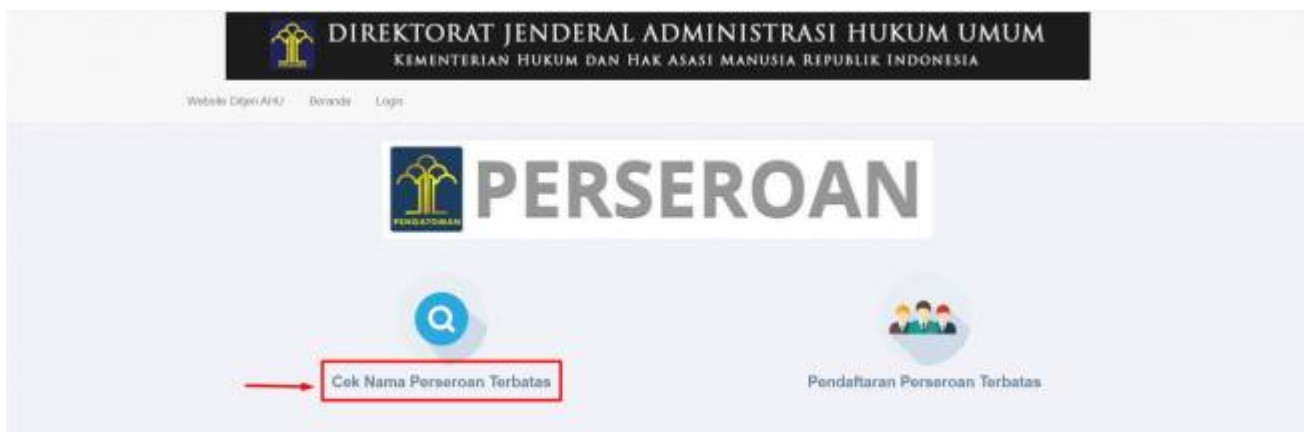 DIREKTORAT JENDERAL ADMINISTRASI HUKUM UMUM
KEMENTERIAN HUKUM DAN HAK ASASI MANUSIA REPUBLIK INDONESIA
Website Ditjen AHU Beranda Login
PENGAYOMAN
PERSEROAN
Cek Nama Perseroan Terbatas
Pendaftaran Perseroan Terbatas